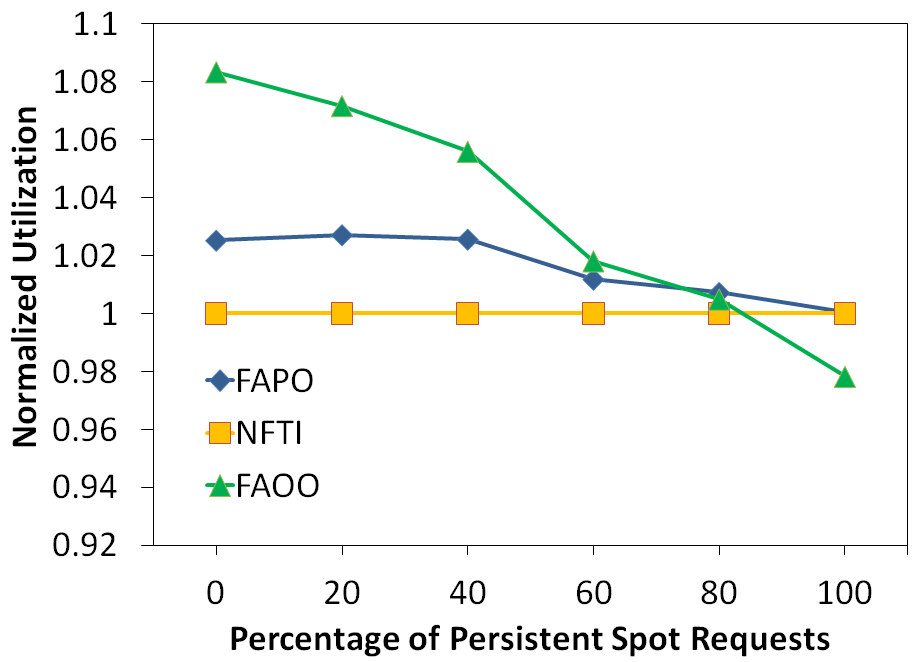 1.1
1.08
1.06
1.04
1.02
1
0.98
0.96
0.94
0.92
Normalized Utilization
FAPO
NFTI
FAOO
0 20 40 60 80 100
Percentage of Persistent Spot Requests